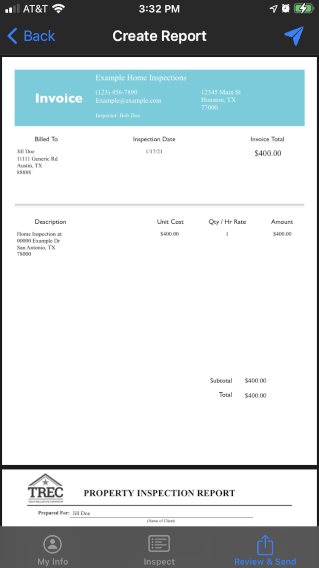 AT&T 3:32 PM
Back Create Report
Example Home Inspections
Invoice
(123) 456-7890 12345 Main St
Example@example.com Houston, TX
77000
Inspector: Bob Doe
Billed To Inspection Date Invoice Total
Jill Doe 1/17/21 $400.00
11111 Generic Rd
Austin, TX
88888
Description Unit Cost Qty / Hr Rate Amount
Home Inspection at: $400.00 1 $400.00
00000 Example Dr
San Antonio, TX
78000
Subtotal $400.00
Total $400.00
TREC PROPERTY INSPECTION REPORT
Prepared For: Jill Doe
(Name of Client)
My Info Inspect Review & Send